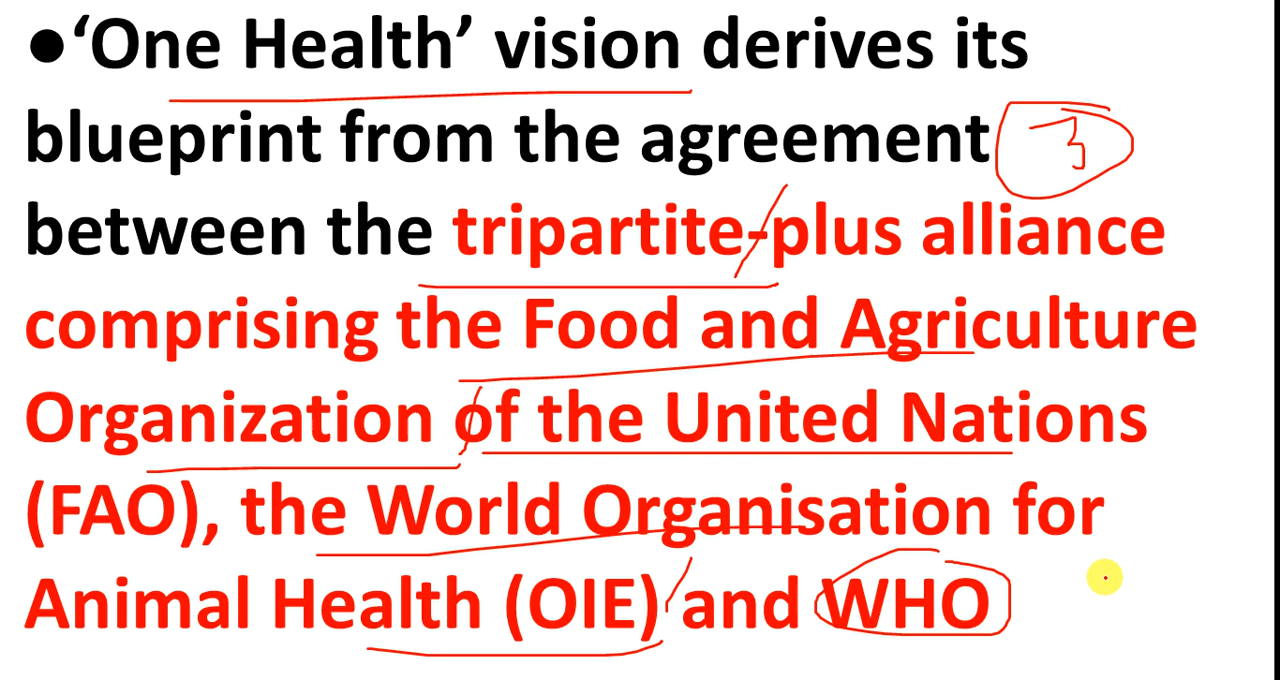 ●‘One Health’ vision derives its
blueprint from the agreement 3
between the tripartite-plus alliance
comprising the Food and Agriculture
Organization of the United Nations
(FAO), the World Organisation for
Animal Health (OIE) and WHO